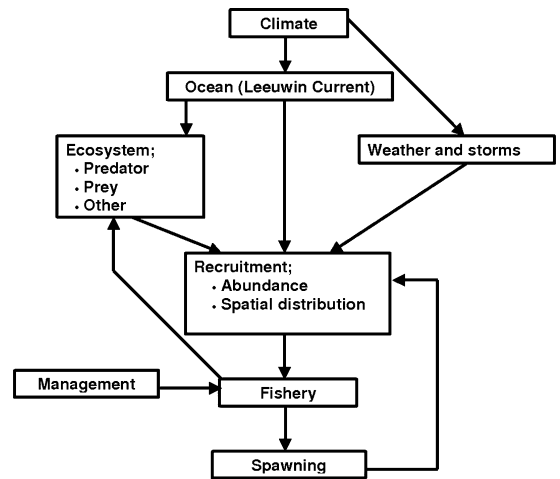 Climate
Ocean (Leeuwin Current)
Ecosystem;
• Predator
• Prey
• Other
Weather and storms
Recruitment;
• Abundance
• Spatial distribution
Management
Fishery
Spawning